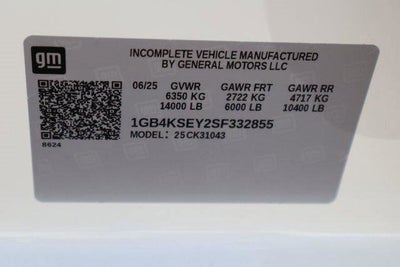 gm
INCOMPLETE VEHICLE MANUFACTURED
BY GENERAL MOTORS LLC
06/25 GVWR GAWR FRT GAWR RR
6350 KG 2722 KG 4717 KG
14000 LB 6000 LB 10400 LB
1GB4KSEY2SF332855
MODEL: 25CK31043
8624